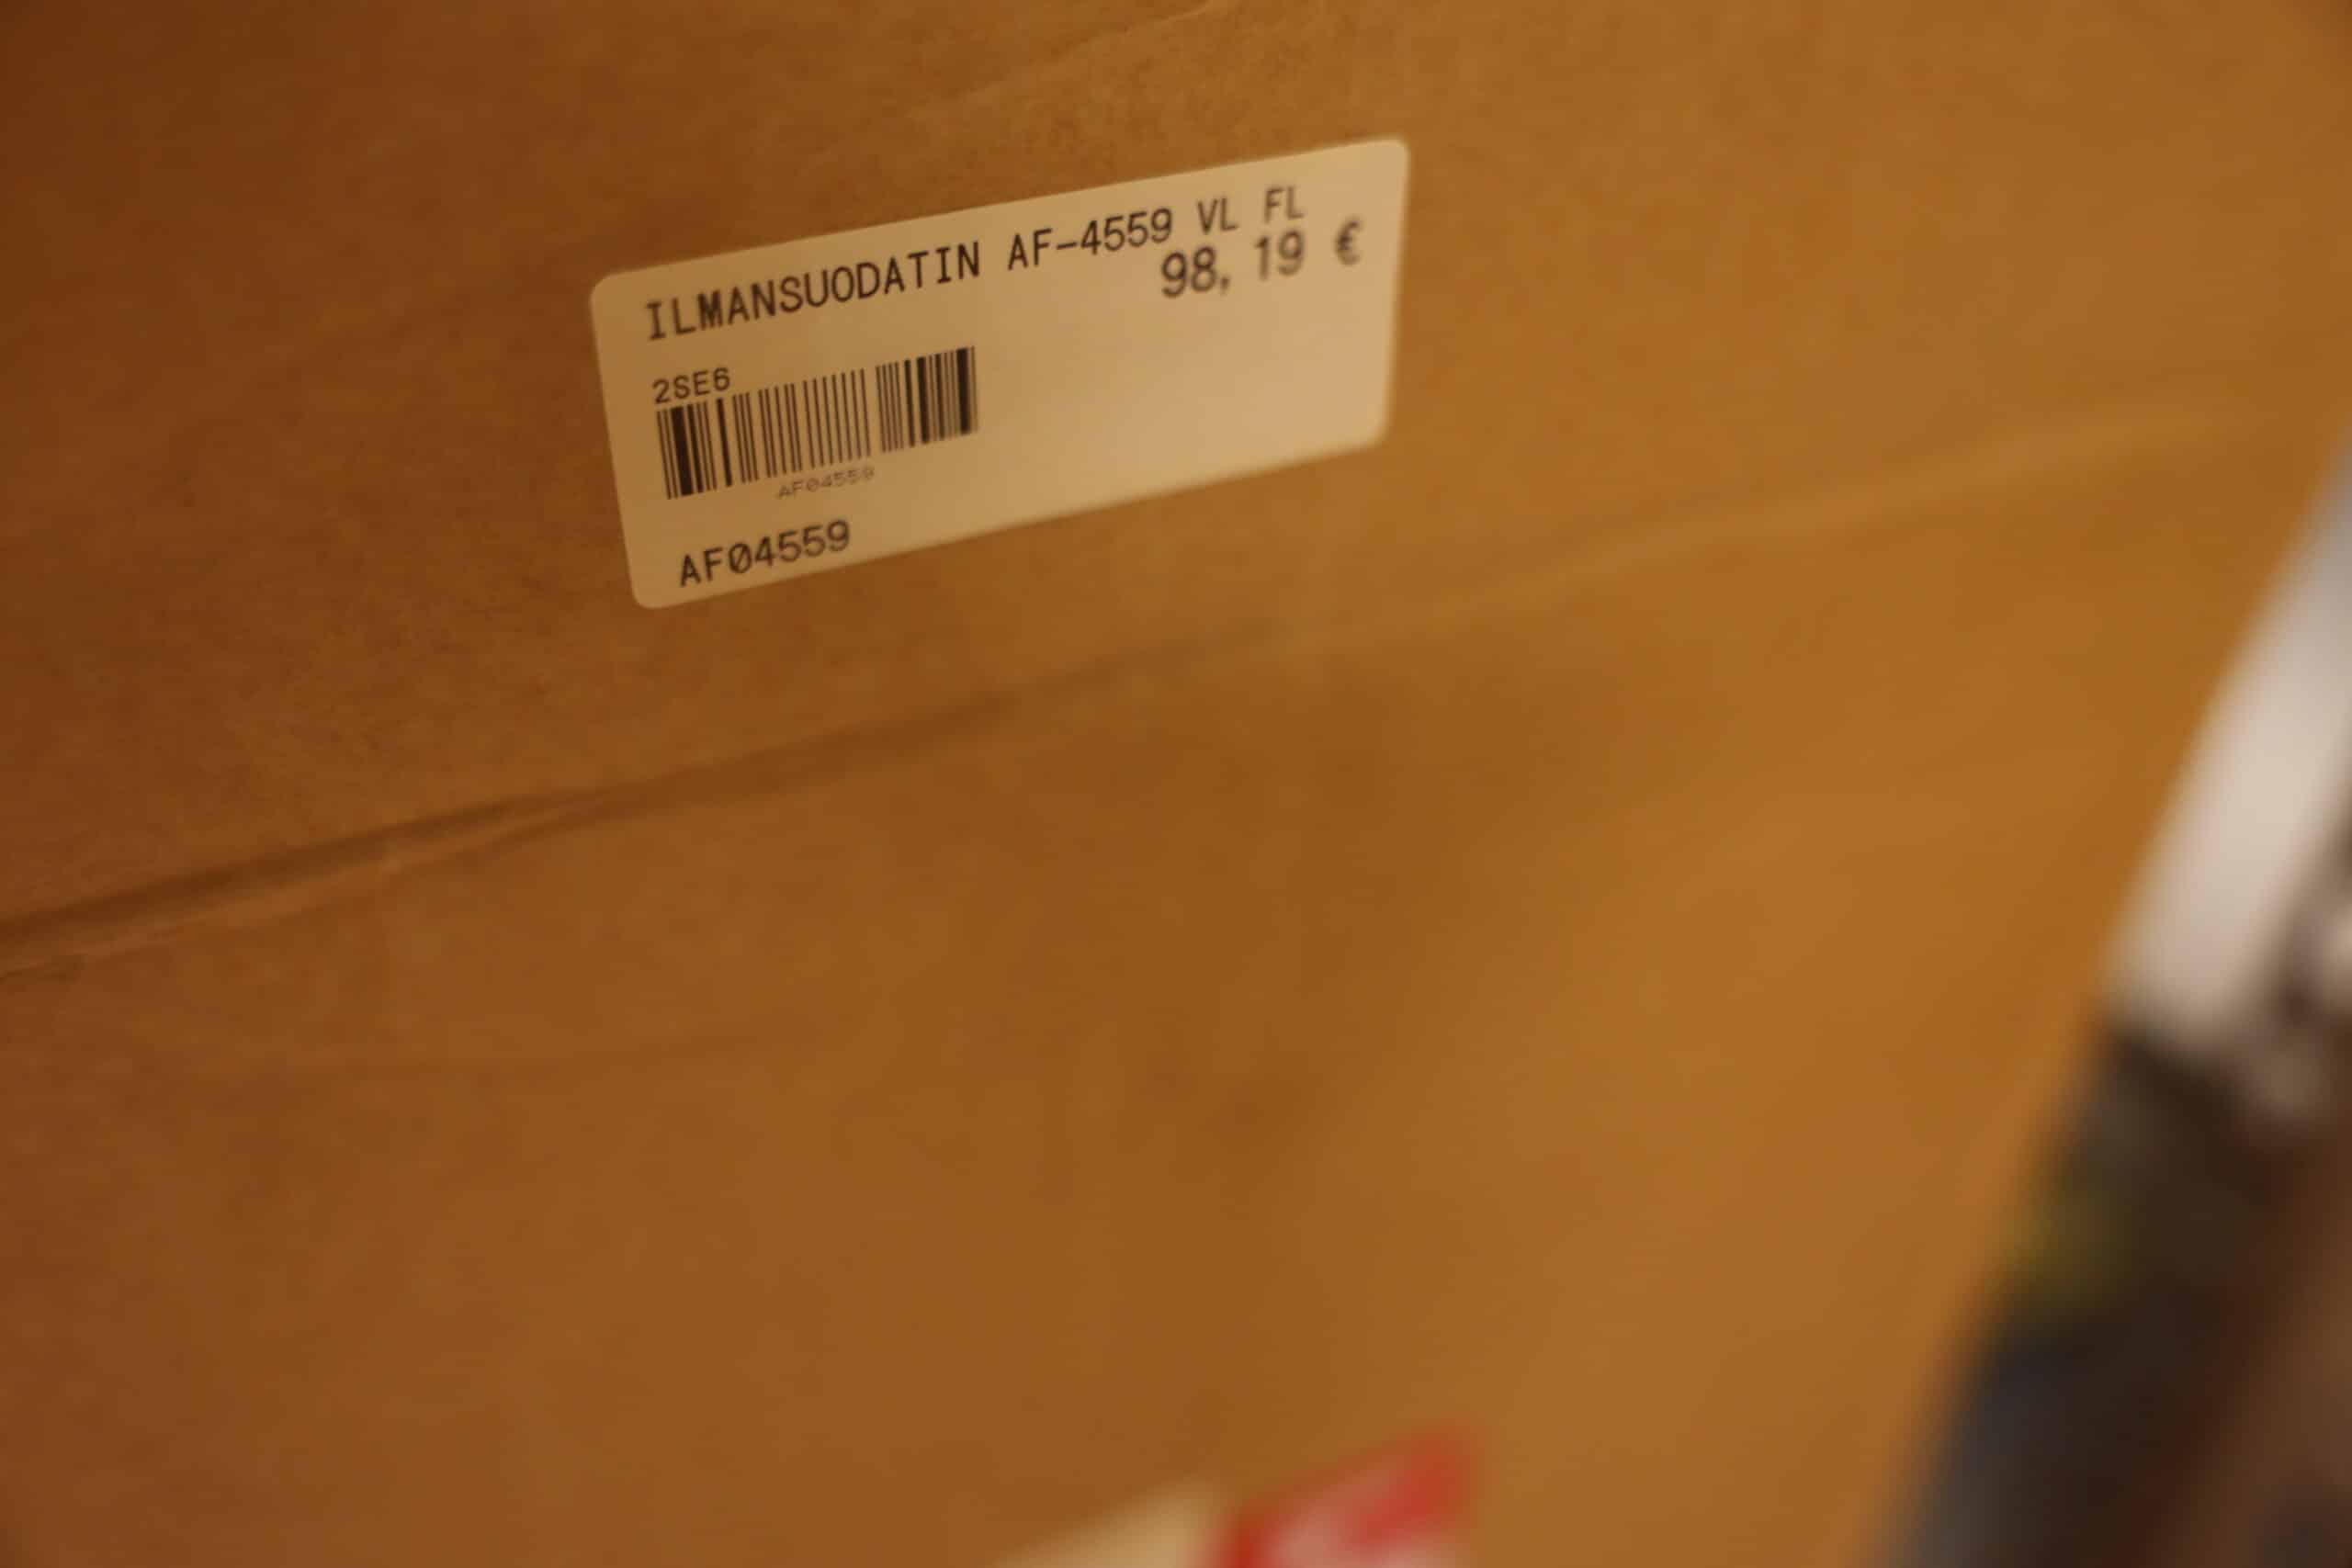 ILMANSUODATIN AF-4559 VL FL
98,19 €
2SE6
AF04559
AF04559